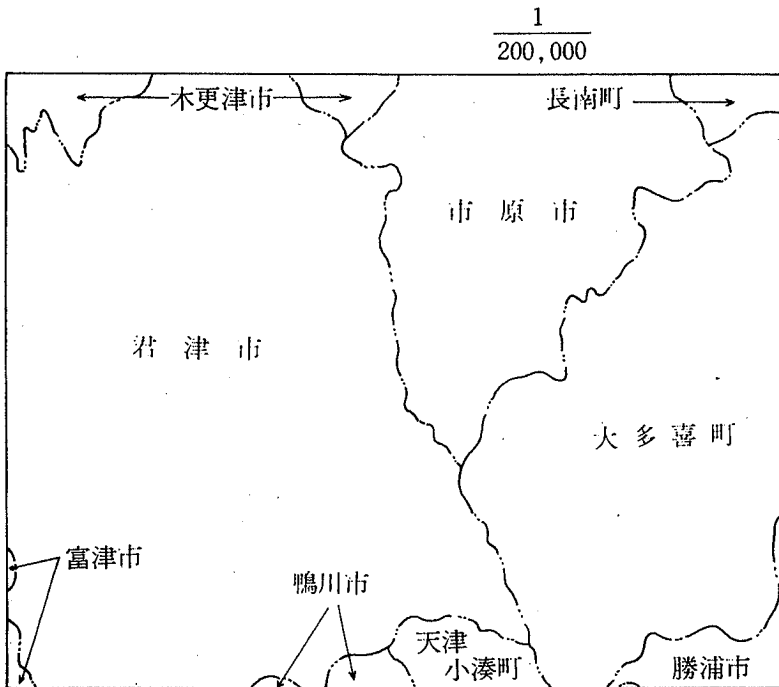 1
200,000
木更津市
長南町
市原市
君津市
大多喜町
富津市
鴨川市
天津
小湊町
勝浦市